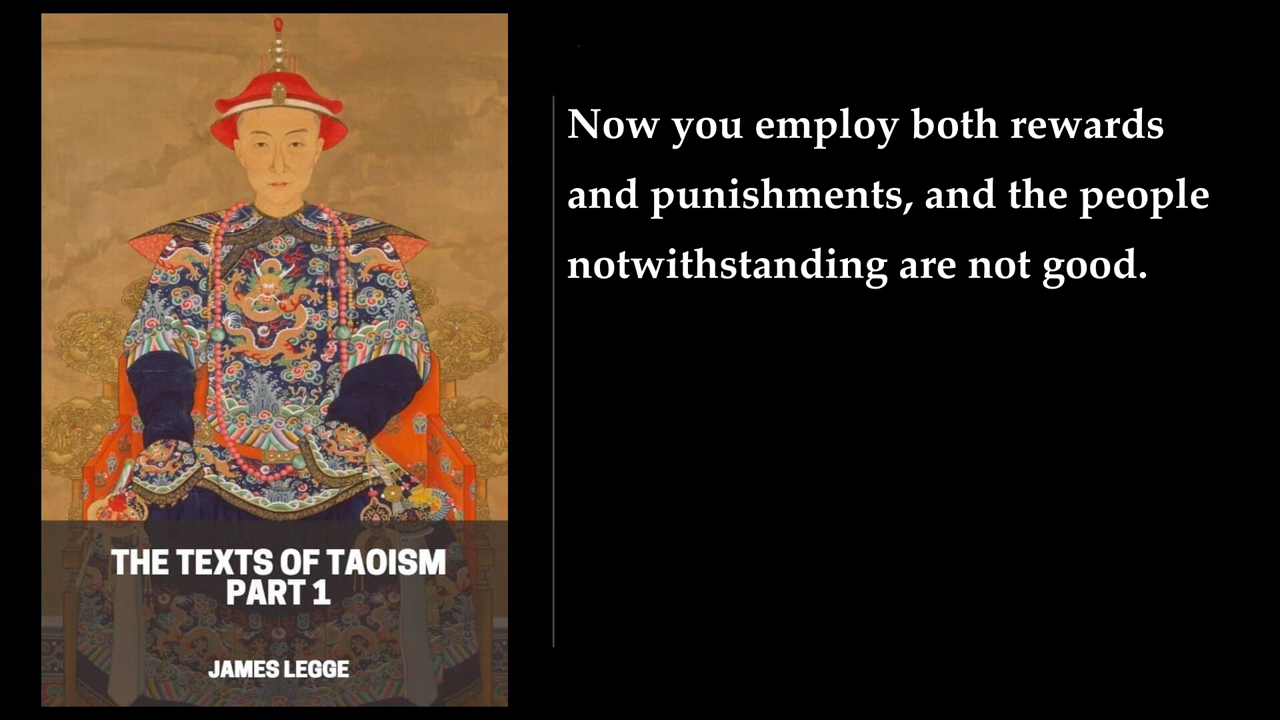 Now you employ both rewards
and punishments, and the people
notwithstanding are not good.
THE TEXTS OF TAOISM
PART 1
JAMES LEGGE